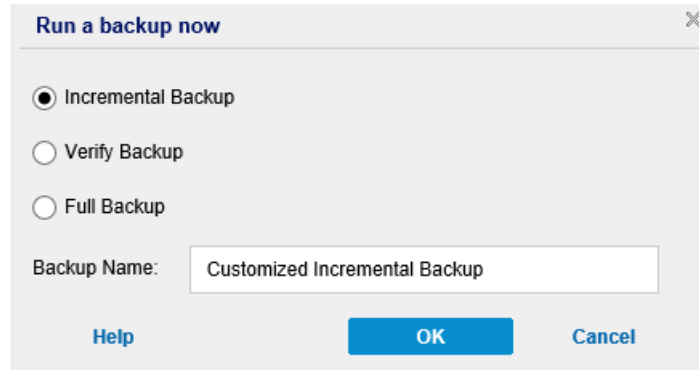 Run a backup now
Incremental Backup
Verify Backup
Full Backup
Backup Name: Customized Incremental Backup
Help OK Cancel